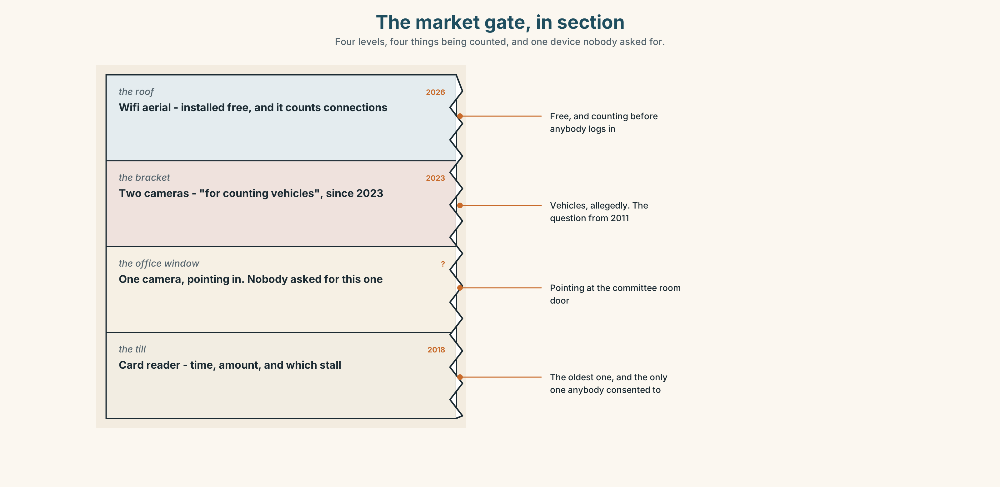 The market gate, in section
Four levels, four things being counted, and one device nobody asked for.
the roof
2026
Wifi aerial - installed free, and it counts connections
Free, and counting before
anybody logs in
the bracket
2023
Two cameras - "for counting vehicles", since 2023
Vehicles, allegedly. The
question from 2011
the office window
?
One camera, pointing in. Nobody asked for this one
Pointing at the committee room
door
the till
2018
Card reader - time, amount, and which stall
The oldest one, and the only
one anybody consented to